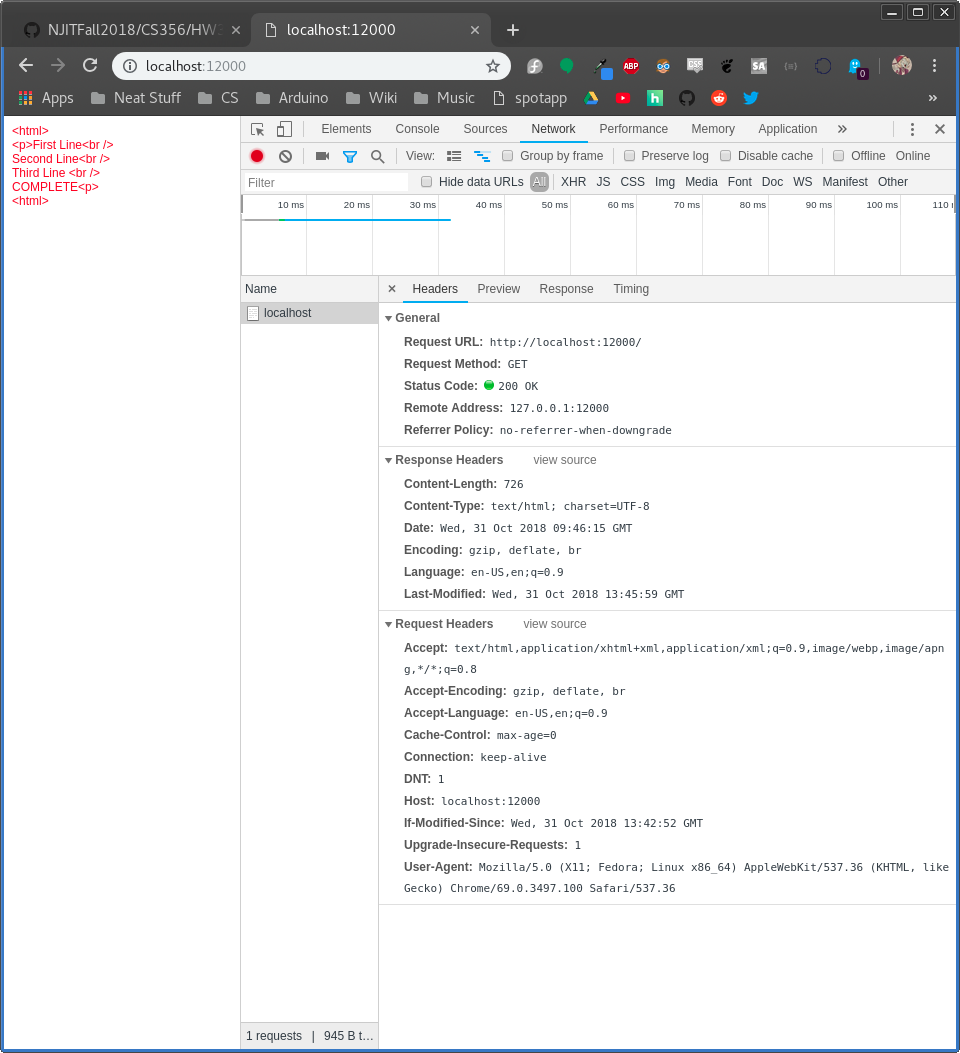 NJITFall2018/CS356/HW
localhost:12000
localhost:12000
Apps Neat Stuff CS Arduino Wiki Music spotapp »
<html>
<p>First Line<br />
Second Line<br />
Third Line <br />
COMPLETE<p>
<html>
Elements Console Sources Network Performance Memory Application »
View: Group by frame Preserve log Disable cache Offline Online
Filter Hide data URLs All XHR JS CSS Img Media Font Doc WS Manifest Other
10 ms 20 ms 30 ms 40 ms 50 ms 60 ms 70 ms 80 ms 90 ms 100 ms 110
Name
localhost
Headers Preview Response Timing
General
Request URL: http://localhost:12000/
Request Method: GET
Status Code: 200 OK
Remote Address: 127.0.0.1:12000
Referrer Policy: no-referrer-when-downgrade
Response Headers view source
Content-Length: 726
Content-Type: text/html; charset=UTF-8
Date: Wed, 31 Oct 2018 09:46:15 GMT
Encoding: gzip, deflate, br
Language: en-US,en;q=0.9
Last-Modified: Wed, 31 Oct 2018 13:45:59 GMT
Request Headers view source
Accept: text/html,application/xhtml+xml,application/xml;q=0.9,image/webp,image/apn
g,*/*;q=0.8
Accept-Encoding: gzip, deflate, br
Accept-Language: en-US,en;q=0.9
Cache-Control: max-age=0
Connection: keep-alive
DNT: 1
Host: localhost:12000
If-Modified-Since: Wed, 31 Oct 2018 13:42:52 GMT
Upgrade-Insecure-Requests: 1
User-Agent: Mozilla/5.0 (X11; Fedora; Linux x86_64) AppleWebKit/537.36 (KHTML, like
Gecko) Chrome/69.0.3497.100 Safari/537.36
1 requests | 945 B t…